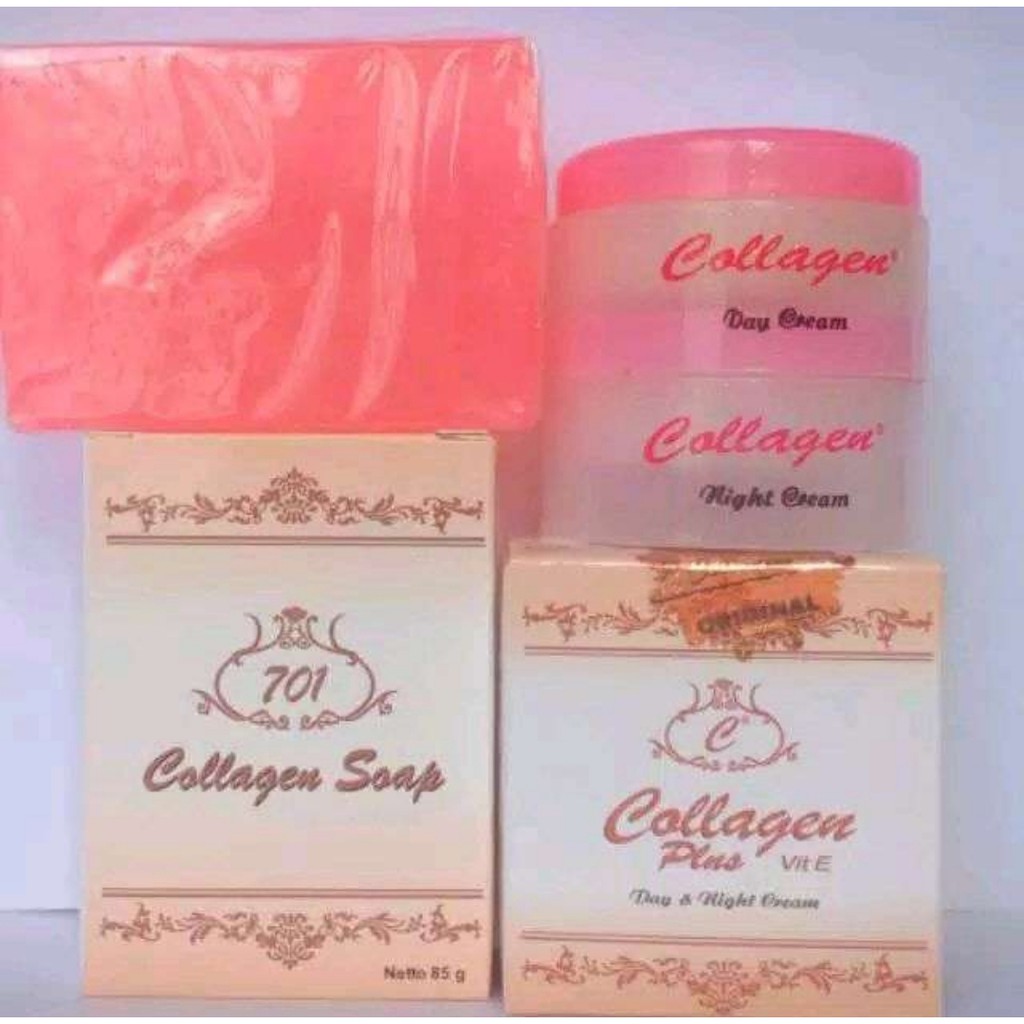 Collagen®
Day Cream
Collagen®
Night Cream
701
Collagen Soap
Netto 85 g
ORIGINAL
C®
Collagen
Plus Vit E
Day & Night Cream